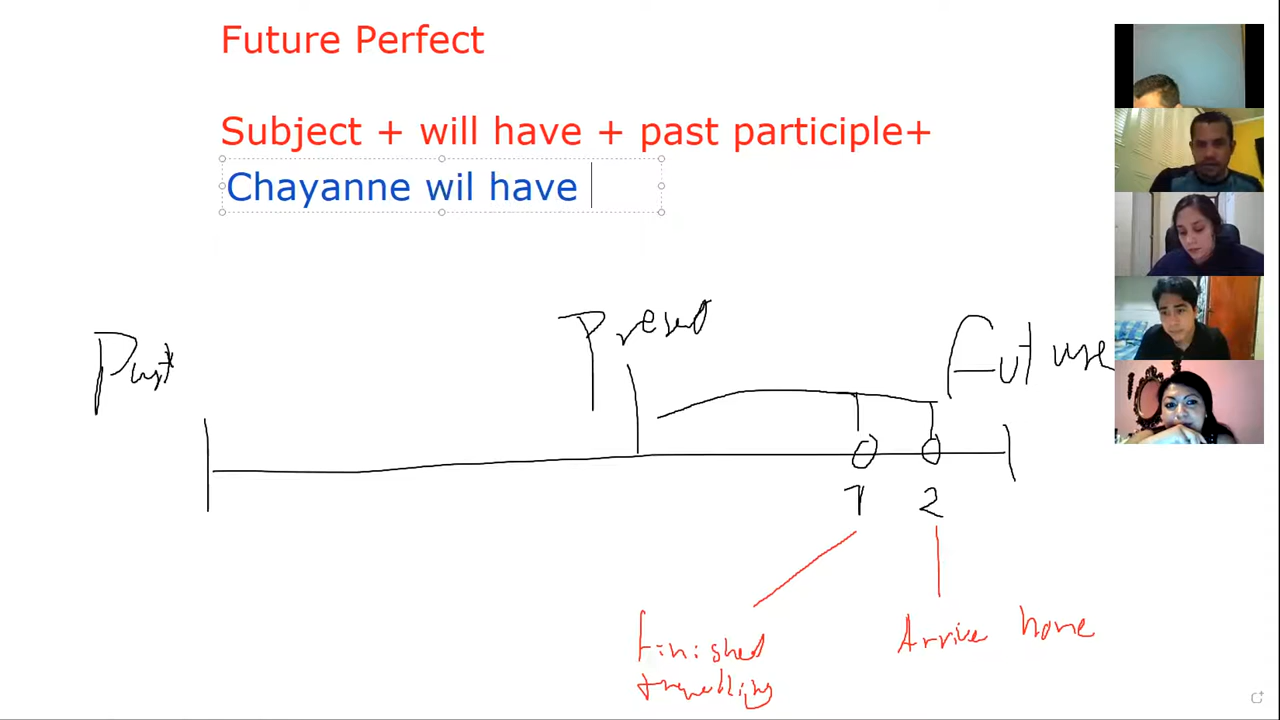 Future Perfect
Subject + will have + past participle+
Chayanne wil have
Past
Present
Future
1
2
finished
travelling
Arrive home